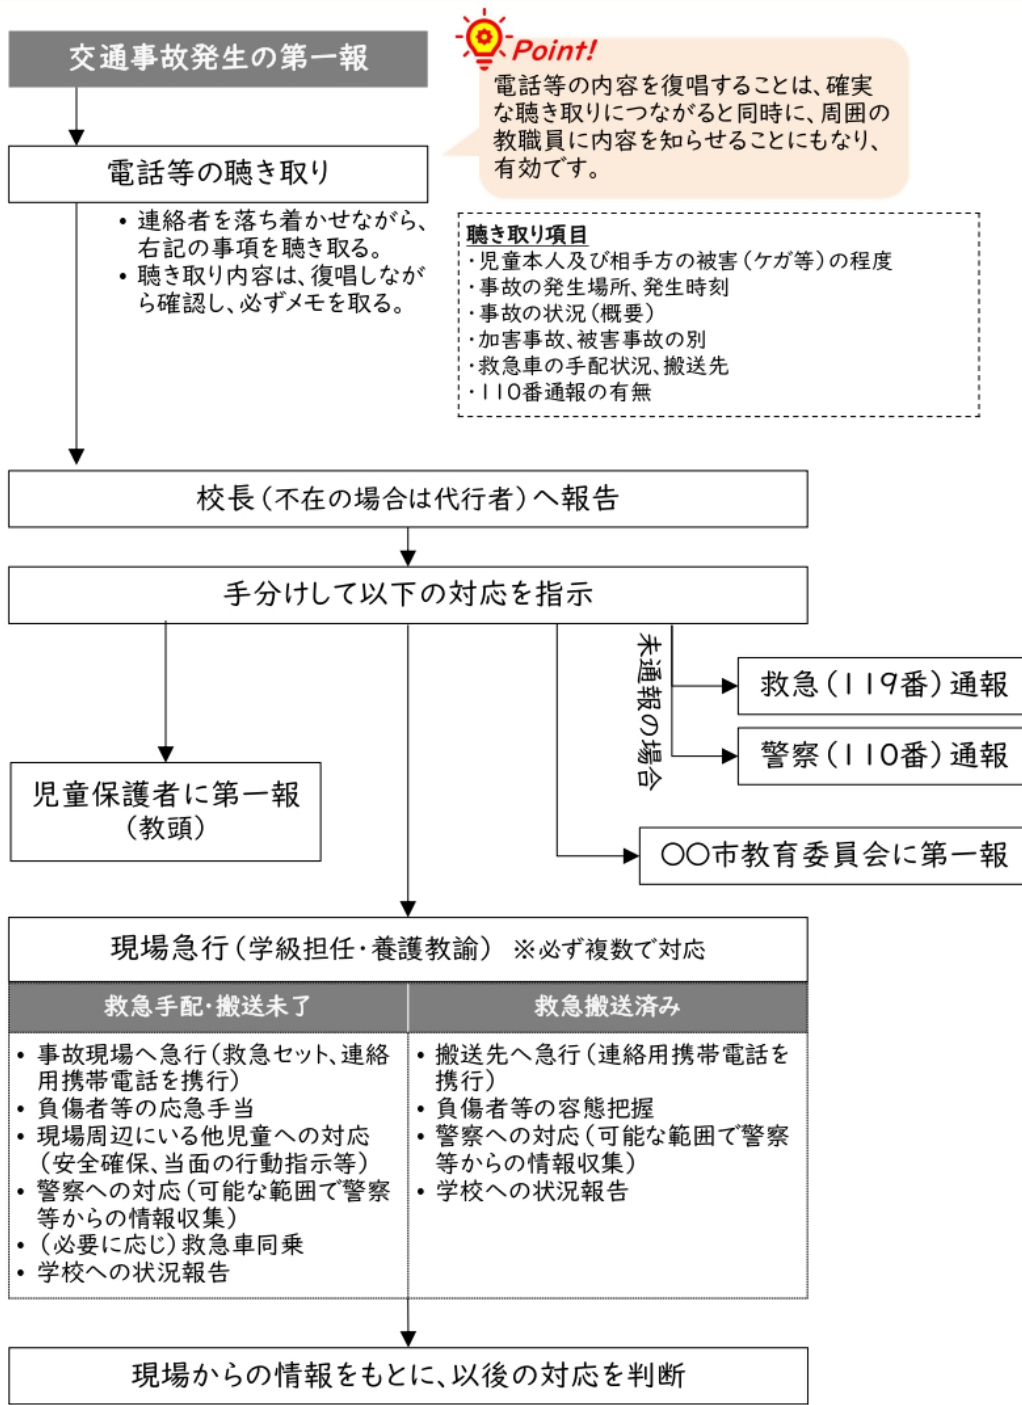 交通事故発生の第一報
Point!
電話等の内容を復唱することは、確実
な聴き取りにつながると同時に、周囲の
教職員に内容を知らせることにもなり、
有効です。
電話等の聴き取り
• 連絡者を落ち着かせながら、
右記の事項を聴き取る。
• 聴き取り内容は、復唱しなが
ら確認し、必ずメモを取る。
聴き取り項目
・児童本人及び相手方の被害（ケガ等）の程度
・事故の発生場所、発生時刻
・事故の状況（概要）
・加害事故、被害事故の別
・救急車の手配状況、搬送先
・110番通報の有無
校長（不在の場合は代行者）へ報告
手分けして以下の対応を指示
未通報の場合
救急（119番）通報
警察（110番）通報
児童保護者に第一報
（教頭）
〇〇市教育委員会に第一報
現場急行（学級担任・養護教諭） ※必ず複数で対応
救急手配・搬送未了
• 事故現場へ急行（救急セット、連絡
用携帯電話を携行）
• 負傷者等の応急手当
• 現場周辺にいる他児童への対応
（安全確保、当面の行動指示等）
• 警察への対応（可能な範囲で警察
等からの情報収集）
• （必要に応じ）救急車同乗
• 学校への状況報告
救急搬送済み
• 搬送先へ急行（連絡用携帯電話を
携行）
• 負傷者等の容態把握
• 警察への対応（可能な範囲で警察
等からの情報収集）
• 学校への状況報告
現場からの情報をもとに、以後の対応を判断